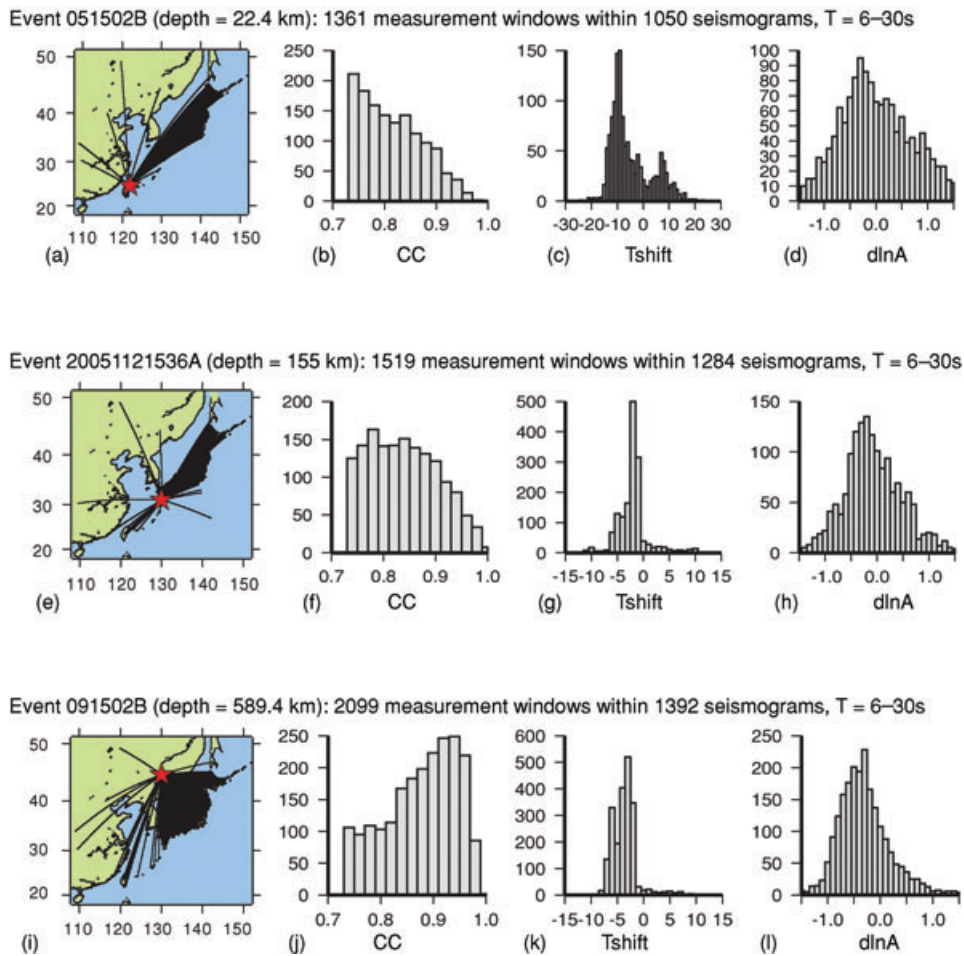 Event 051502B (depth = 22.4 km): 1361 measurement windows within 1050 seismograms, T = 6–30s
50
40
30
20
110 120 130 140 150
(a)
250
200
150
100
50
0
0.7 0.8 0.9 1.0
(b) CC
150
100
50
0
-30 -20 -10 0 10 20 30
(c) Tshift
100
90
80
70
60
50
40
30
20
10
0
-1.0 0.0 1.0
(d) dlnA
Event 20051121536A (depth = 155 km): 1519 measurement windows within 1284 seismograms, T = 6–30s
50
40
30
20
110 120 130 140 150
(e)
200
150
100
50
0
0.7 0.8 0.9 1.0
(f) CC
500
400
300
200
100
0
-15 -10 -5 0 5 10 15
(g) Tshift
150
100
50
0
-1.0 0.0 1.0
(h) dlnA
Event 091502B (depth = 589.4 km): 2099 measurement windows within 1392 seismograms, T = 6–30s
50
40
30
20
110 120 130 140 150
(i)
250
200
150
100
50
0
0.7 0.8 0.9 1.0
(j) CC
600
500
400
300
200
100
0
-15 -10 -5 0 5 10 15
(k) Tshift
250
200
150
100
50
0
-1.0 0.0 1.0
(l) dlnA